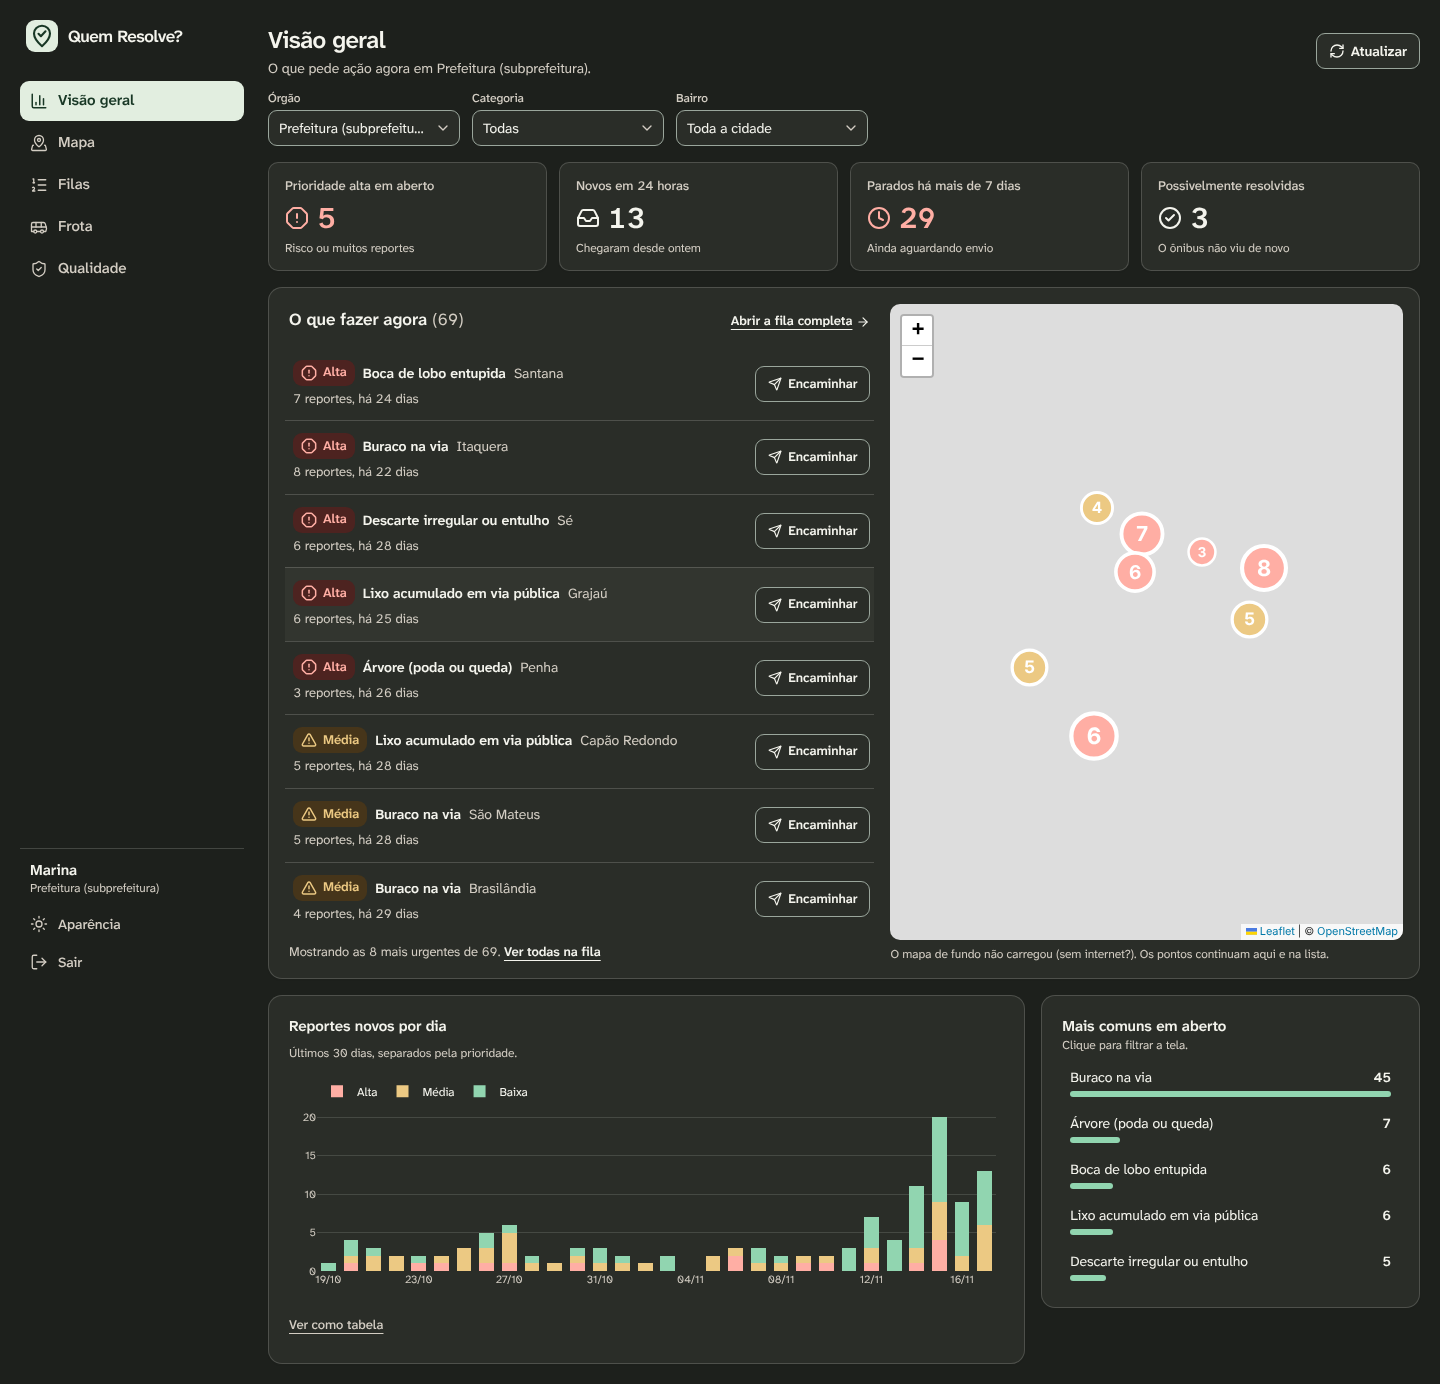 Quem Resolve?
Visão geral
Mapa
Filas
Frota
Qualidade
Marina
Prefeitura (subprefeitura)
Aparência
Sair
Visão geral
O que pede ação agora em Prefeitura (subprefeitura).
Atualizar
Órgão
Categoria
Bairro
Prefeitura (subprefeitu...
Todas
Toda a cidade
Prioridade alta em aberto
5
Risco ou muitos reportes
Novos em 24 horas
13
Chegaram desde ontem
Parados há mais de 7 dias
29
Ainda aguardando envio
Possivelmente resolvidas
3
O ônibus não viu de novo
O que fazer agora (69)
Abrir a fila completa →
Alta Boca de lobo entupida Santana
7 reportes, há 24 dias
Encaminhar
Alta Buraco na via Itaquera
8 reportes, há 22 dias
Encaminhar
Alta Descarte irregular ou entulho Sé
6 reportes, há 28 dias
Encaminhar
Alta Lixo acumulado em via pública Grajaú
6 reportes, há 25 dias
Encaminhar
Alta Árvore (poda ou queda) Penha
3 reportes, há 26 dias
Encaminhar
Média Lixo acumulado em via pública Capão Redondo
5 reportes, há 28 dias
Encaminhar
Média Buraco na via São Mateus
5 reportes, há 28 dias
Encaminhar
Média Buraco na via Brasilândia
4 reportes, há 29 dias
Encaminhar
Mostrando as 8 mais urgentes de 69. Ver todas na fila
+
−
4
7
3
6
8
5
5
6
Leaflet | © OpenStreetMap
O mapa de fundo não carregou (sem internet?). Os pontos continuam aqui e na lista.
Reportes novos por dia
Últimos 30 dias, separados pela prioridade.
Alta Média Baixa
20
15
10
5
0
19/10 23/10 27/10 31/10 04/11 08/11 12/11 16/11
Ver como tabela
Mais comuns em aberto
Clique para filtrar a tela.
Buraco na via 45
Árvore (poda ou queda) 7
Boca de lobo entupida 6
Lixo acumulado em via pública 6
Descarte irregular ou entulho 5